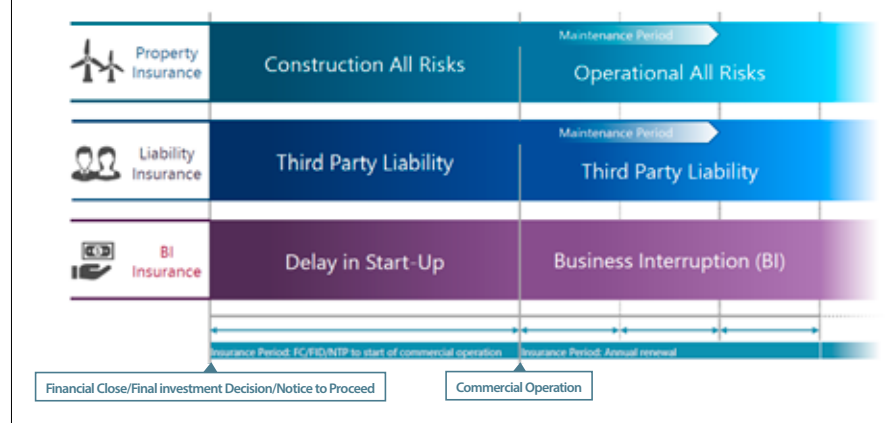 Property
Insurance
Construction All Risks
Maintenance Period
Operational All Risks
Liability
Insurance
Third Party Liability
Maintenance Period
Third Party Liability
BI
Insurance
Delay in Start-Up
Business Interruption (BI)
Insurance Period: FC/FID/NTP to start of commercial operation
Insurance Period: Annual renewal
Financial Close/Final investment Decision/Notice to Proceed
Commercial Operation